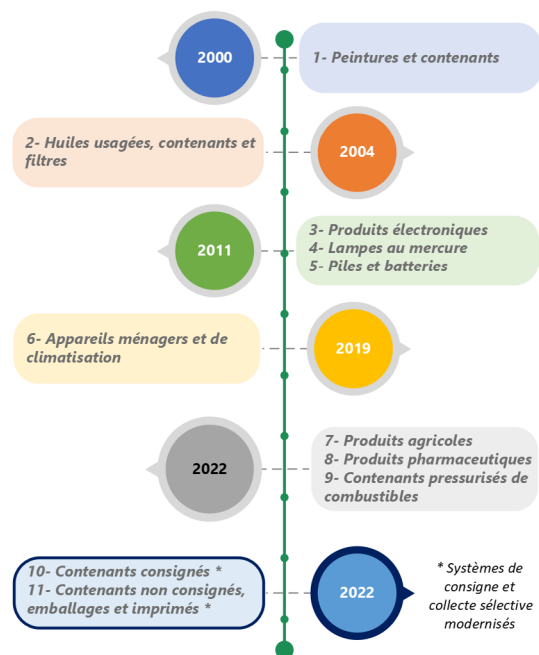 2000
1- Peintures et contenants
2- Huiles usagées, contenants et
filtres
2004
2011
3- Produits électroniques
4- Lampes au mercure
5- Piles et batteries
6- Appareils ménagers et de
climatisation
2019
2022
7- Produits agricoles
8- Produits pharmaceutiques
9- Contenants pressurisés de
combustibles
10- Contenants consignés *
11- Contenants non consignés,
emballages et imprimés *
2022
* Systèmes de
consigne et
collecte sélective
modernisés